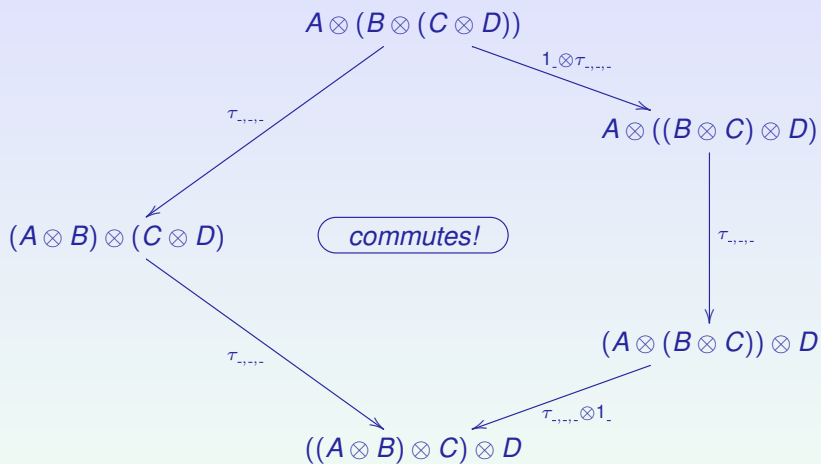 A ⊗ (B ⊗ (C ⊗ D))
1_⊗τ_,_,_
τ_,_,_
A ⊗ ((B ⊗ C) ⊗ D)
(A ⊗ B) ⊗ (C ⊗ D)
commutes!
τ_,_,_
(A ⊗ (B ⊗ C)) ⊗ D
τ_,_,_
τ_,_,_⊗1_
((A ⊗ B) ⊗ C) ⊗ D